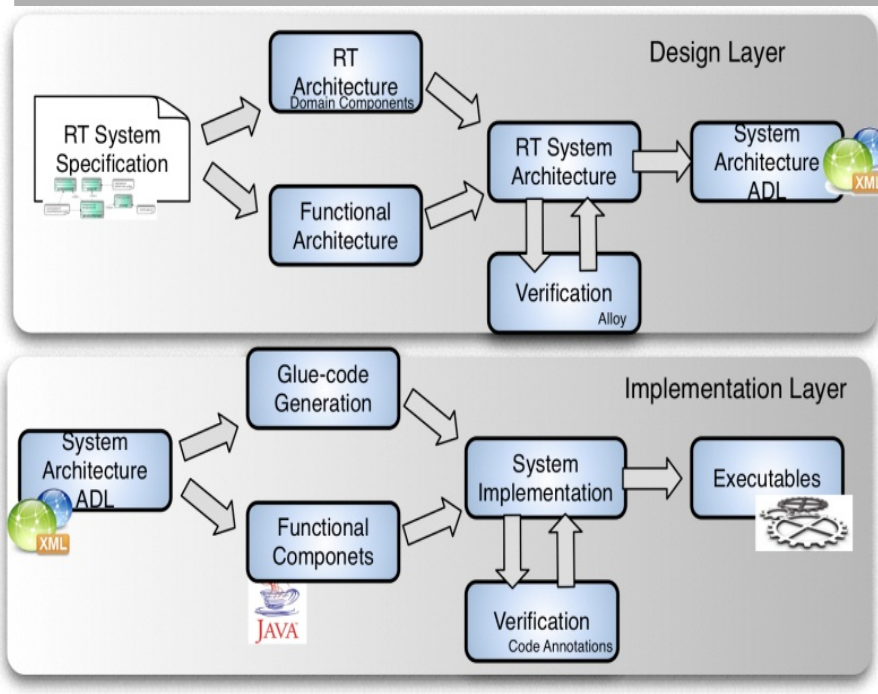 Design Layer
RT System
Specification
RT
Architecture
Domain Components
Functional
Architecture
RT System
Architecture
Verification
Alloy
System
Architecture
ADL
XML
Implementation Layer
System
Architecture
ADL
XML
Glue-code
Generation
Functional
Componets
JAVA
System
Implementation
Verification
Code Annotations
Executables